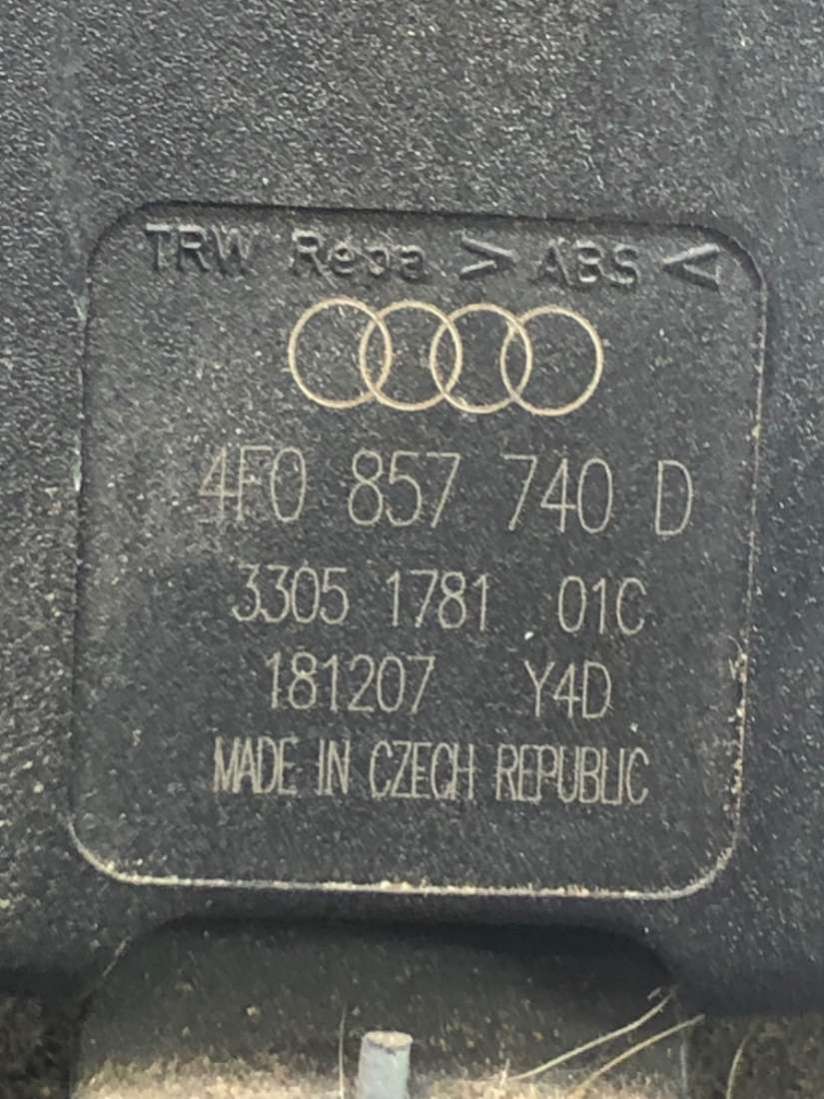 TRW Repa > ABS <
4F0 857 740 D
3305 1781 01C
181207 Y4D
MADE IN CZECH REPUBLIC